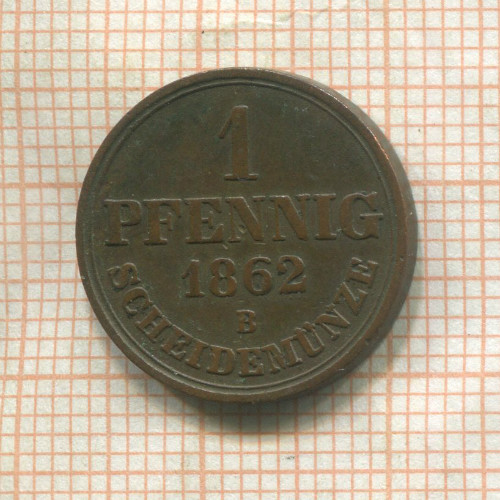 1
PFENNIG
1862
B
SCHEIDEMÜNZE